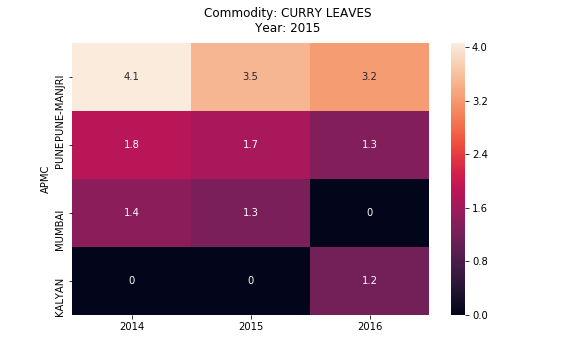 Commodity: CURRY LEAVES
Year: 2015
APMC
PUNE-MANJRI
4.1 3.5 3.2
PUNE
1.8 1.7 1.3
MUMBAI
1.4 1.3 0
KALYAN
0 0 1.2
2014 2015 2016
4.0
3.2
2.4
1.6
0.8
0.0